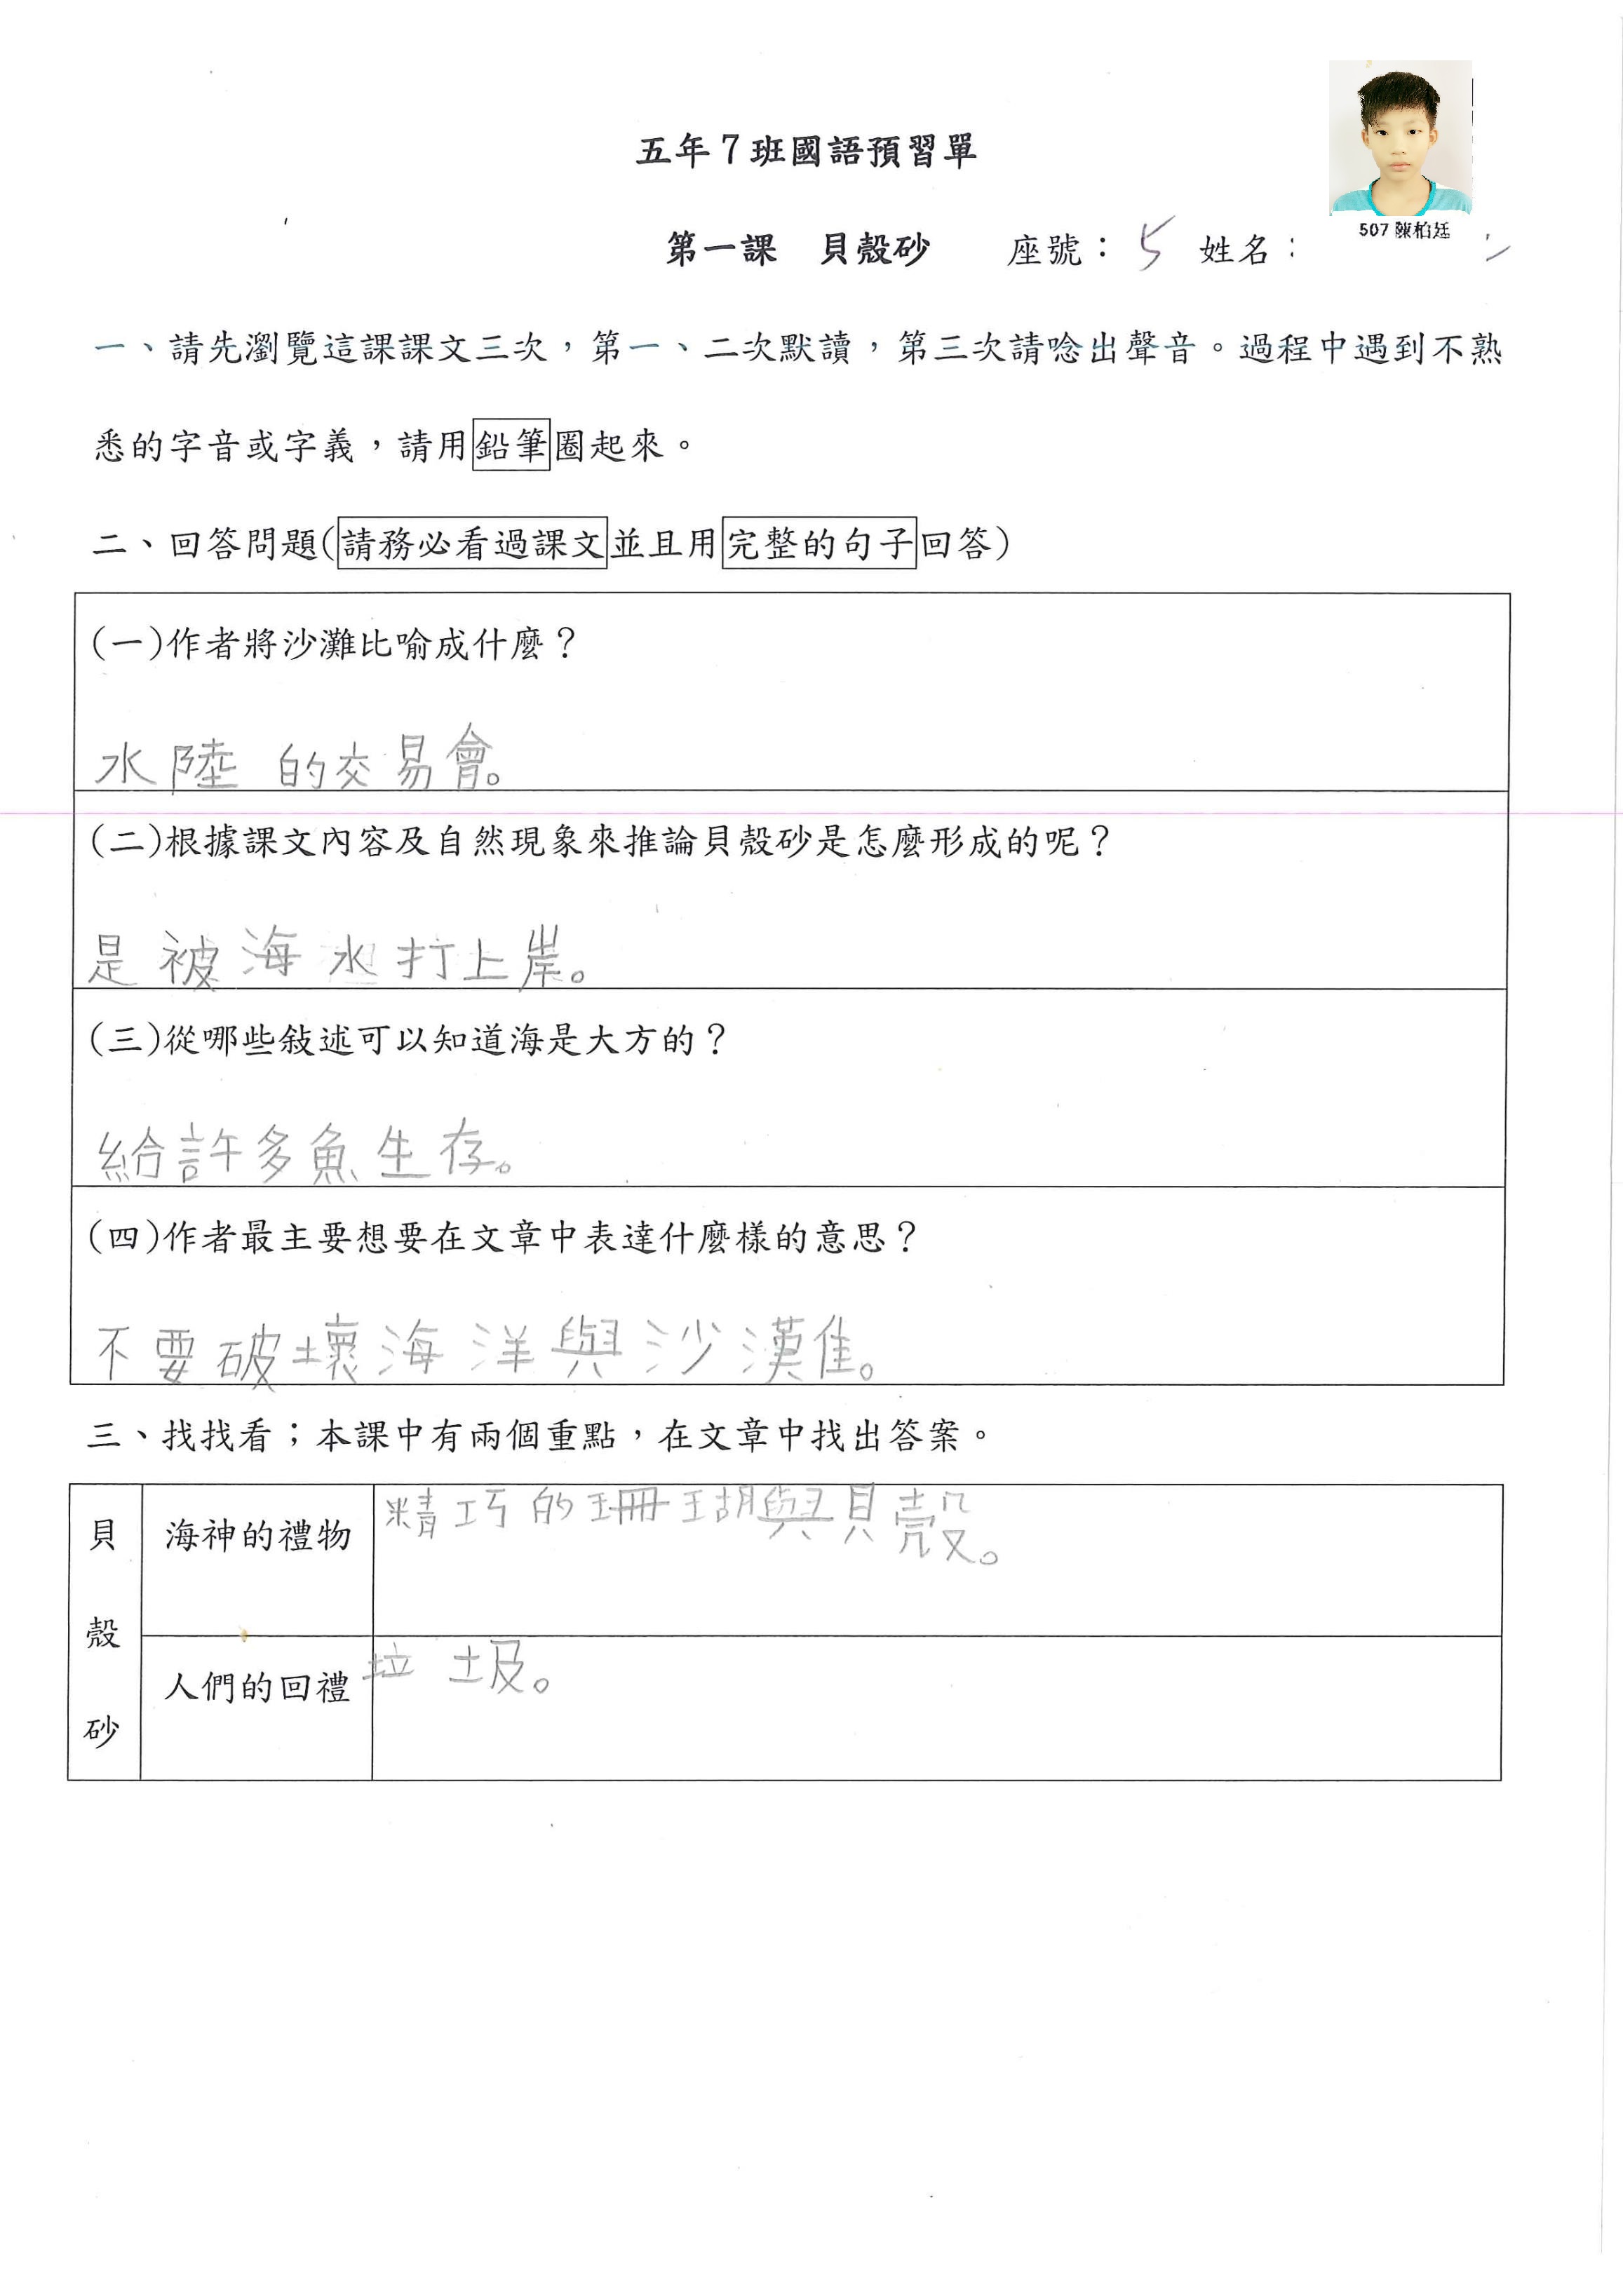 507 陳柏廷
五年7班國語預習單
第一課 貝殼砂 座號：5 姓名：
一、請先瀏覽這課課文三次，第一、二次默讀，第三次請唸出聲音。過程中遇到不熟
悉的字音或字義，請用鉛筆圈起來。
二、回答問題(請務必看過課文並且用完整的句子回答)
(一)作者將沙灘比喻成什麼？
水陸的交易會。
(二)根據課文內容及自然現象來推論貝殼砂是怎麼形成的呢？
是被海水打上岸。
(三)從哪些敍述可以知道海是大方的？
給許多魚生存。
(四)作者最主要想要在文章中表達什麼樣的意思？
不要破壞海洋與沙灘。
三、找找看；本課中有兩個重點，在文章中找出答案。
貝殼砂
海神的禮物 精巧的珊瑚與貝殼。
人們的回禮 垃圾。